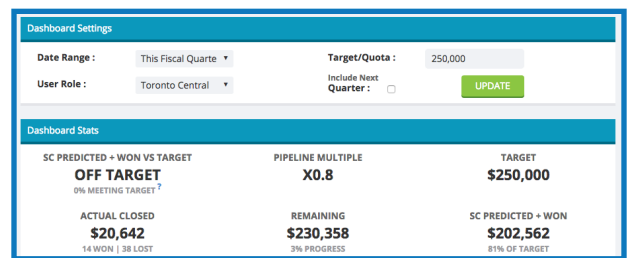 Dashboard Settings
Date Range : This Fiscal Quarte Target/Quota : 250,000
User Role : Toronto Central Include Next Quarter : UPDATE
Dashboard Stats
SC PREDICTED + WON VS TARGET PIPELINE MULTIPLE TARGET
OFF TARGET X0.8 $250,000
0% MEETING TARGET ?
ACTUAL CLOSED REMAINING SC PREDICTED + WON
$20,642 $230,358 $202,562
14 WON | 38 LOST 3% PROGRESS 81% OF TARGET